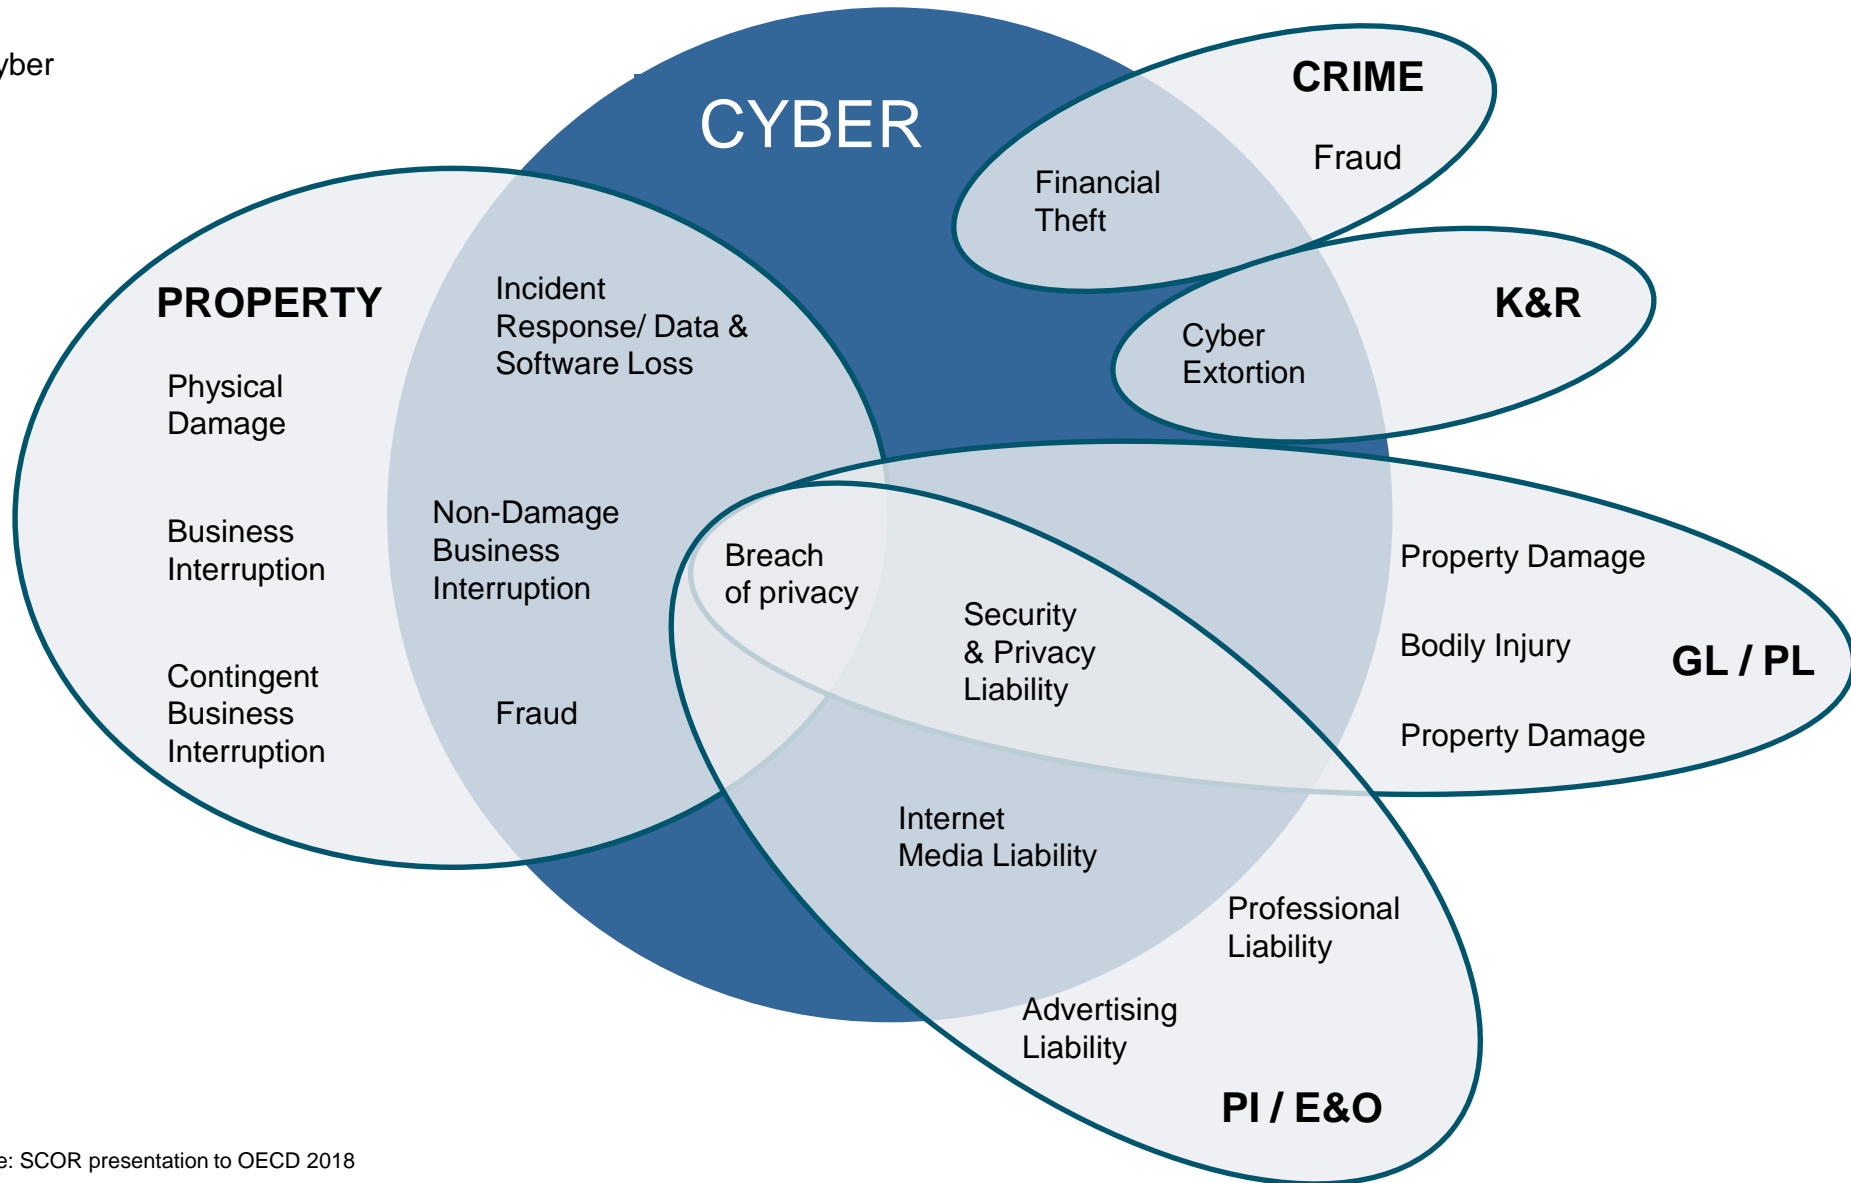 yber
CYBER
CRIME
Fraud
Financial
Theft
K&R
Cyber
Extortion
PROPERTY
Physical
Damage
Business
Interruption
Contingent
Business
Interruption
Incident
Response/ Data &
Software Loss
Non-Damage
Business
Interruption
Fraud
Breach
of privacy
Security
& Privacy
Liability
Internet
Media Liability
Property Damage
Bodily Injury
GL / PL
Property Damage
Professional
Liability
Advertising
Liability
PI / E&O
e: SCOR presentation to OECD 2018